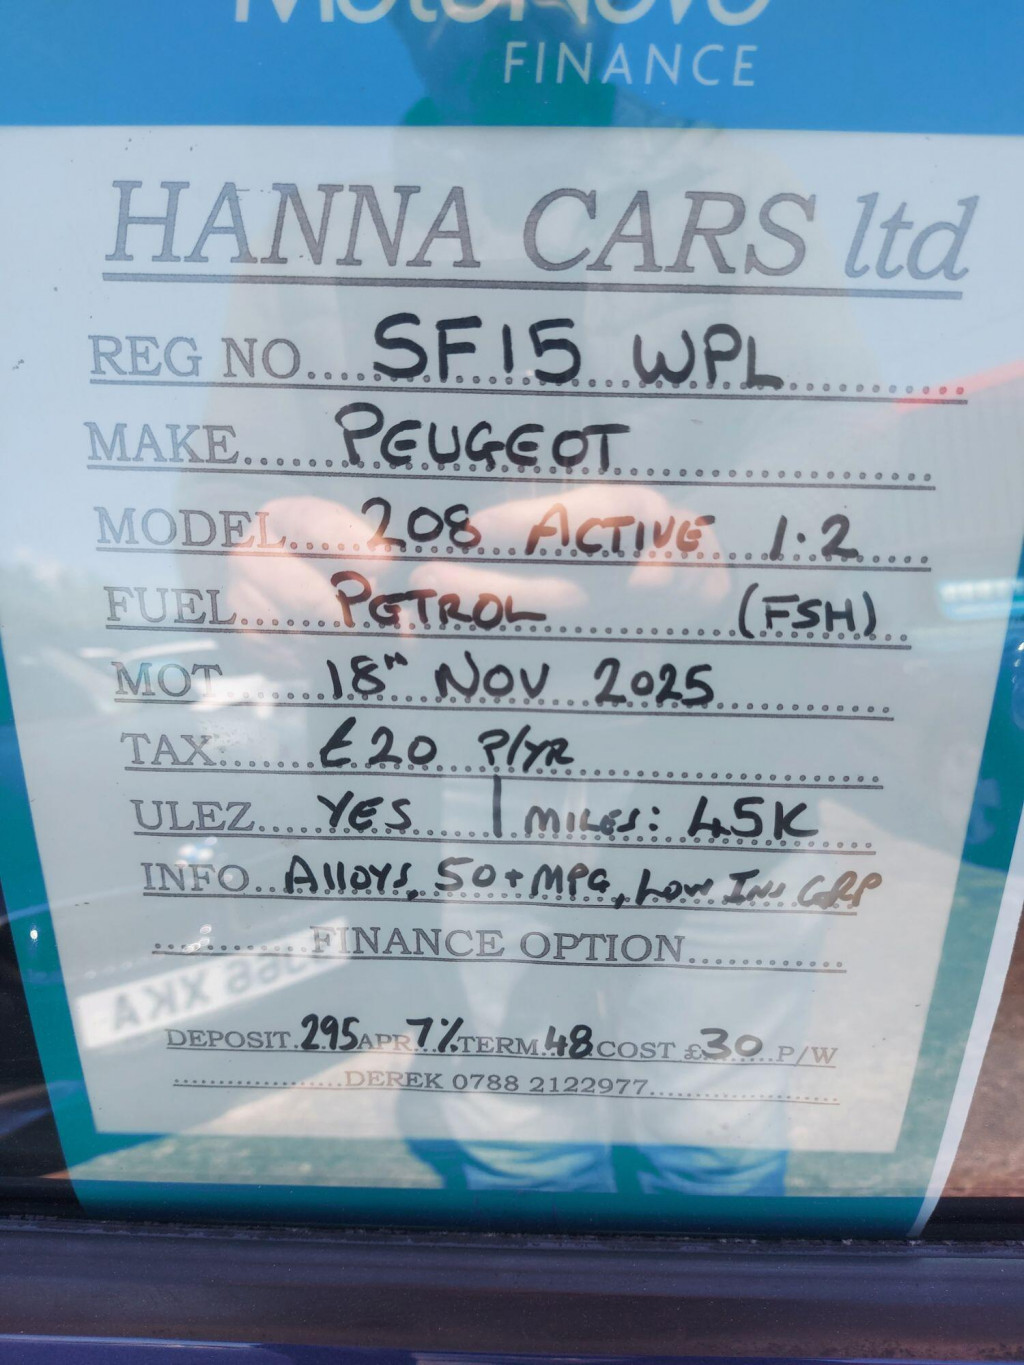 MotoNovo
FINANCE
HANNA CARS ltd
REG NO.... SF15 WPL
MAKE.... PEUGEOT
MODEL.... 208 ACTIVE 1.2
FUEL.... PETROL (FSH)
MOT.... 18TH NOV 2025
TAX.... £20 P/YR
ULEZ.... YES | MILES: 45K
INFO.. Alloys, 50+MPG, Low Ins GRP
....FINANCE OPTION....
DEPOSIT.295 APR 7% TERM.48 COST £30 P/W
....DEREK 0788 2122977....